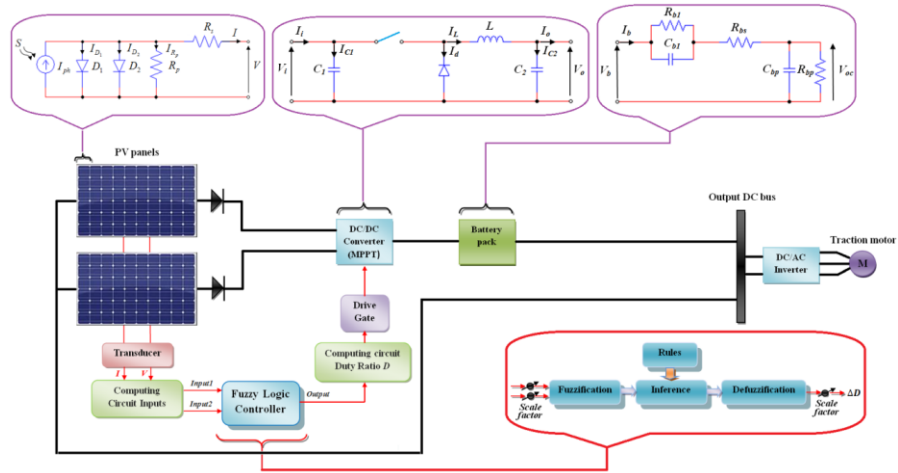 S
I_ph
I_D1
D_1
I_D2
D_2
I_Rp
R_p
R_s
I
V
I_i
V_i
I_C1
C_1
I_L
I_d
L
I_o
I_C2
C_2
V_o
I_b
V_b
R_b1
C_b1
R_bs
C_bp
R_bp
V_oc
PV panels
DC/DC
Converter
(MPPT)
Battery
pack
Output DC bus
DC/AC
Inverter
Traction motor
M
Drive
Gate
Computing circuit
Duty Ratio D
Transducer
I
V
Computing
Circuit Inputs
Input1
Input2
Fuzzy Logic
Controller
Output
Rules
Fuzzification
Inference
Defuzzification
Scale
factor
Scale
factor
ΔD